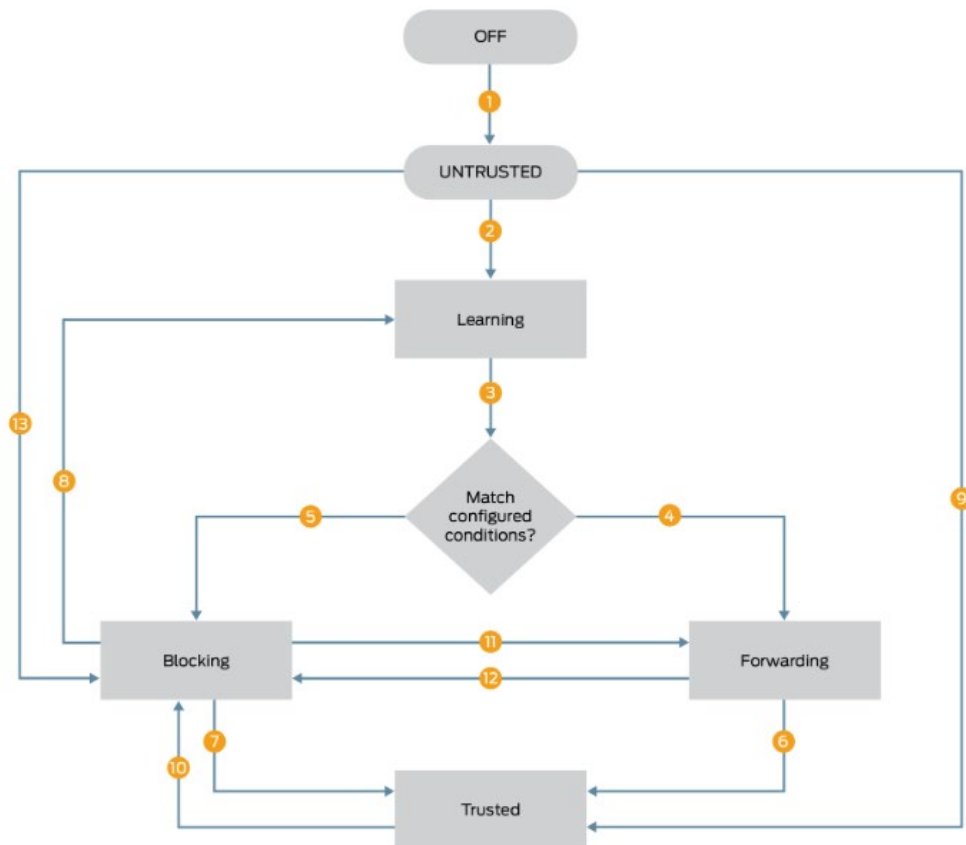 OFF
1
UNTRUSTED
2
Learning
3
13
8
9
Match
configured
conditions?
5
4
11
Blocking
Forwarding
12
7
6
10
Trusted